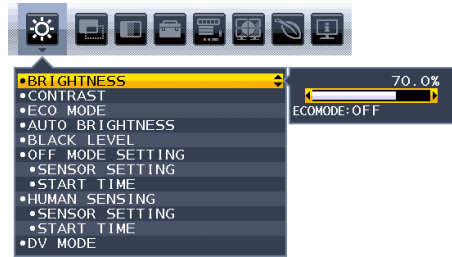 •BRIGHTNESS
70.0%
•CONTRAST
ECOMODE:OFF
•ECO MODE
•AUTO BRIGHTNESS
•BLACK LEVEL
•OFF MODE SETTING
•SENSOR SETTING
•START TIME
•HUMAN SENSING
•SENSOR SETTING
•START TIME
•DV MODE